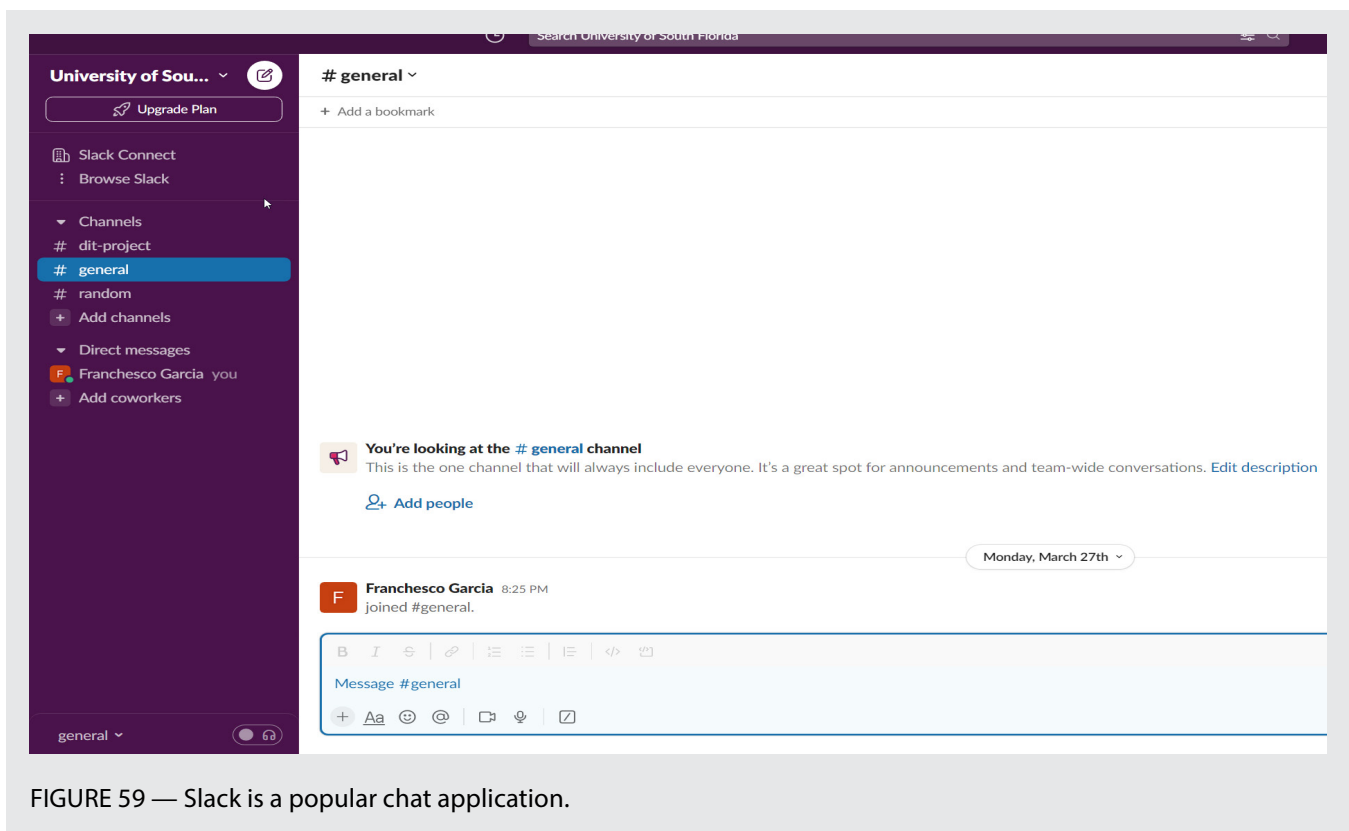 Search University of South Florida
University of Sou...
Upgrade Plan
Slack Connect
Browse Slack
Channels
# dit-project
# general
# random
+ Add channels
Direct messages
F Franchesco Garcia you
+ Add coworkers
general
# general
+ Add a bookmark
You're looking at the # general channel
This is the one channel that will always include everyone. It's a great spot for announcements and team-wide conversations. Edit description
Add people
Monday, March 27th
F
Franchesco Garcia 8:25 PM
joined #general.
B I S
Message #general
+ Aa @
FIGURE 59 — Slack is a popular chat application.